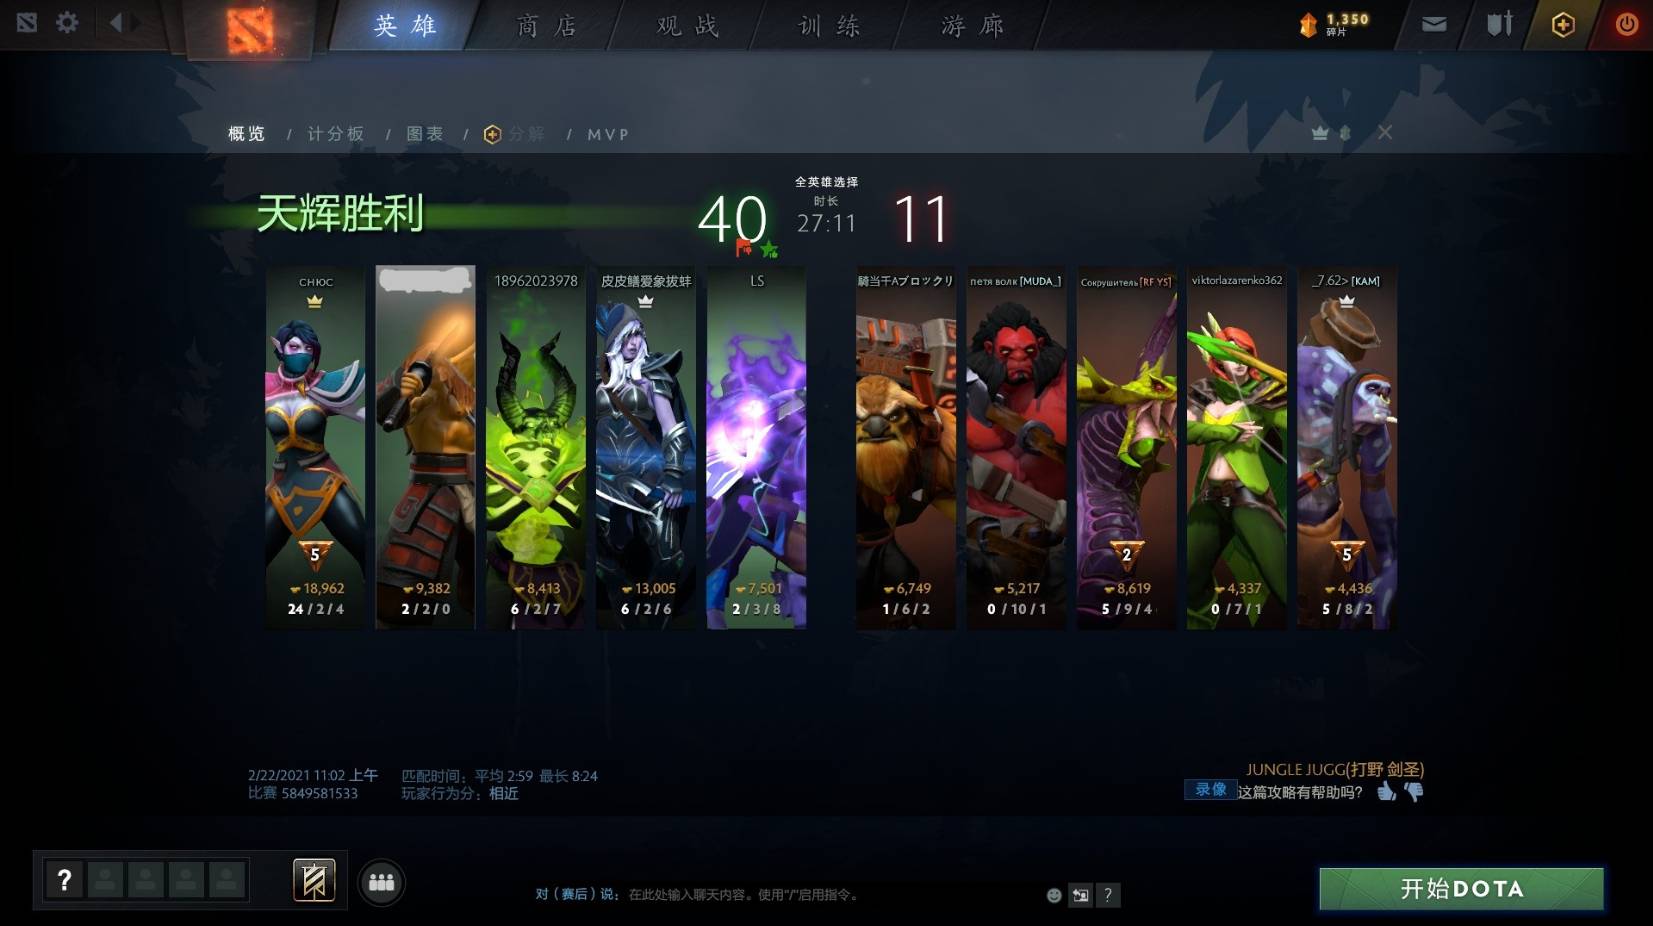 英雄
商店
观战
训练
游廊
1,350
碎片
概览 / 计分板 / 图表 / 分解 / MVP
天辉胜利
40
全英雄选择
时长
27:11
11
СНЮС
18962023978
皮皮鳝爱象拔蚌
LS
騎当千Aブロックリ
петя волк [MUDA_]
Сокрушитель [RF YS]
viktorlazarenko362
_7.62> [KAM]
5
2
5
18,962
9,382
8,413
13,005
7,501
6,749
5,217
8,619
4,337
4,436
24 / 2 / 4
2 / 2 / 0
6 / 2 / 7
6 / 2 / 6
2 / 3 / 8
1 / 6 / 2
0 / 10 / 1
5 / 9 / 4
0 / 7 / 1
5 / 8 / 2
2/22/2021 11:02 上午
比赛 5849581533
匹配时间：平均 2:59 最长 8:24
玩家行为分：相近
JUNGLE JUGG(打野 剑圣)
录像
这篇攻略有帮助吗？
?
对（赛后）说：在此处输入聊天内容。使用“/”启用指令。
?
开始DOTA